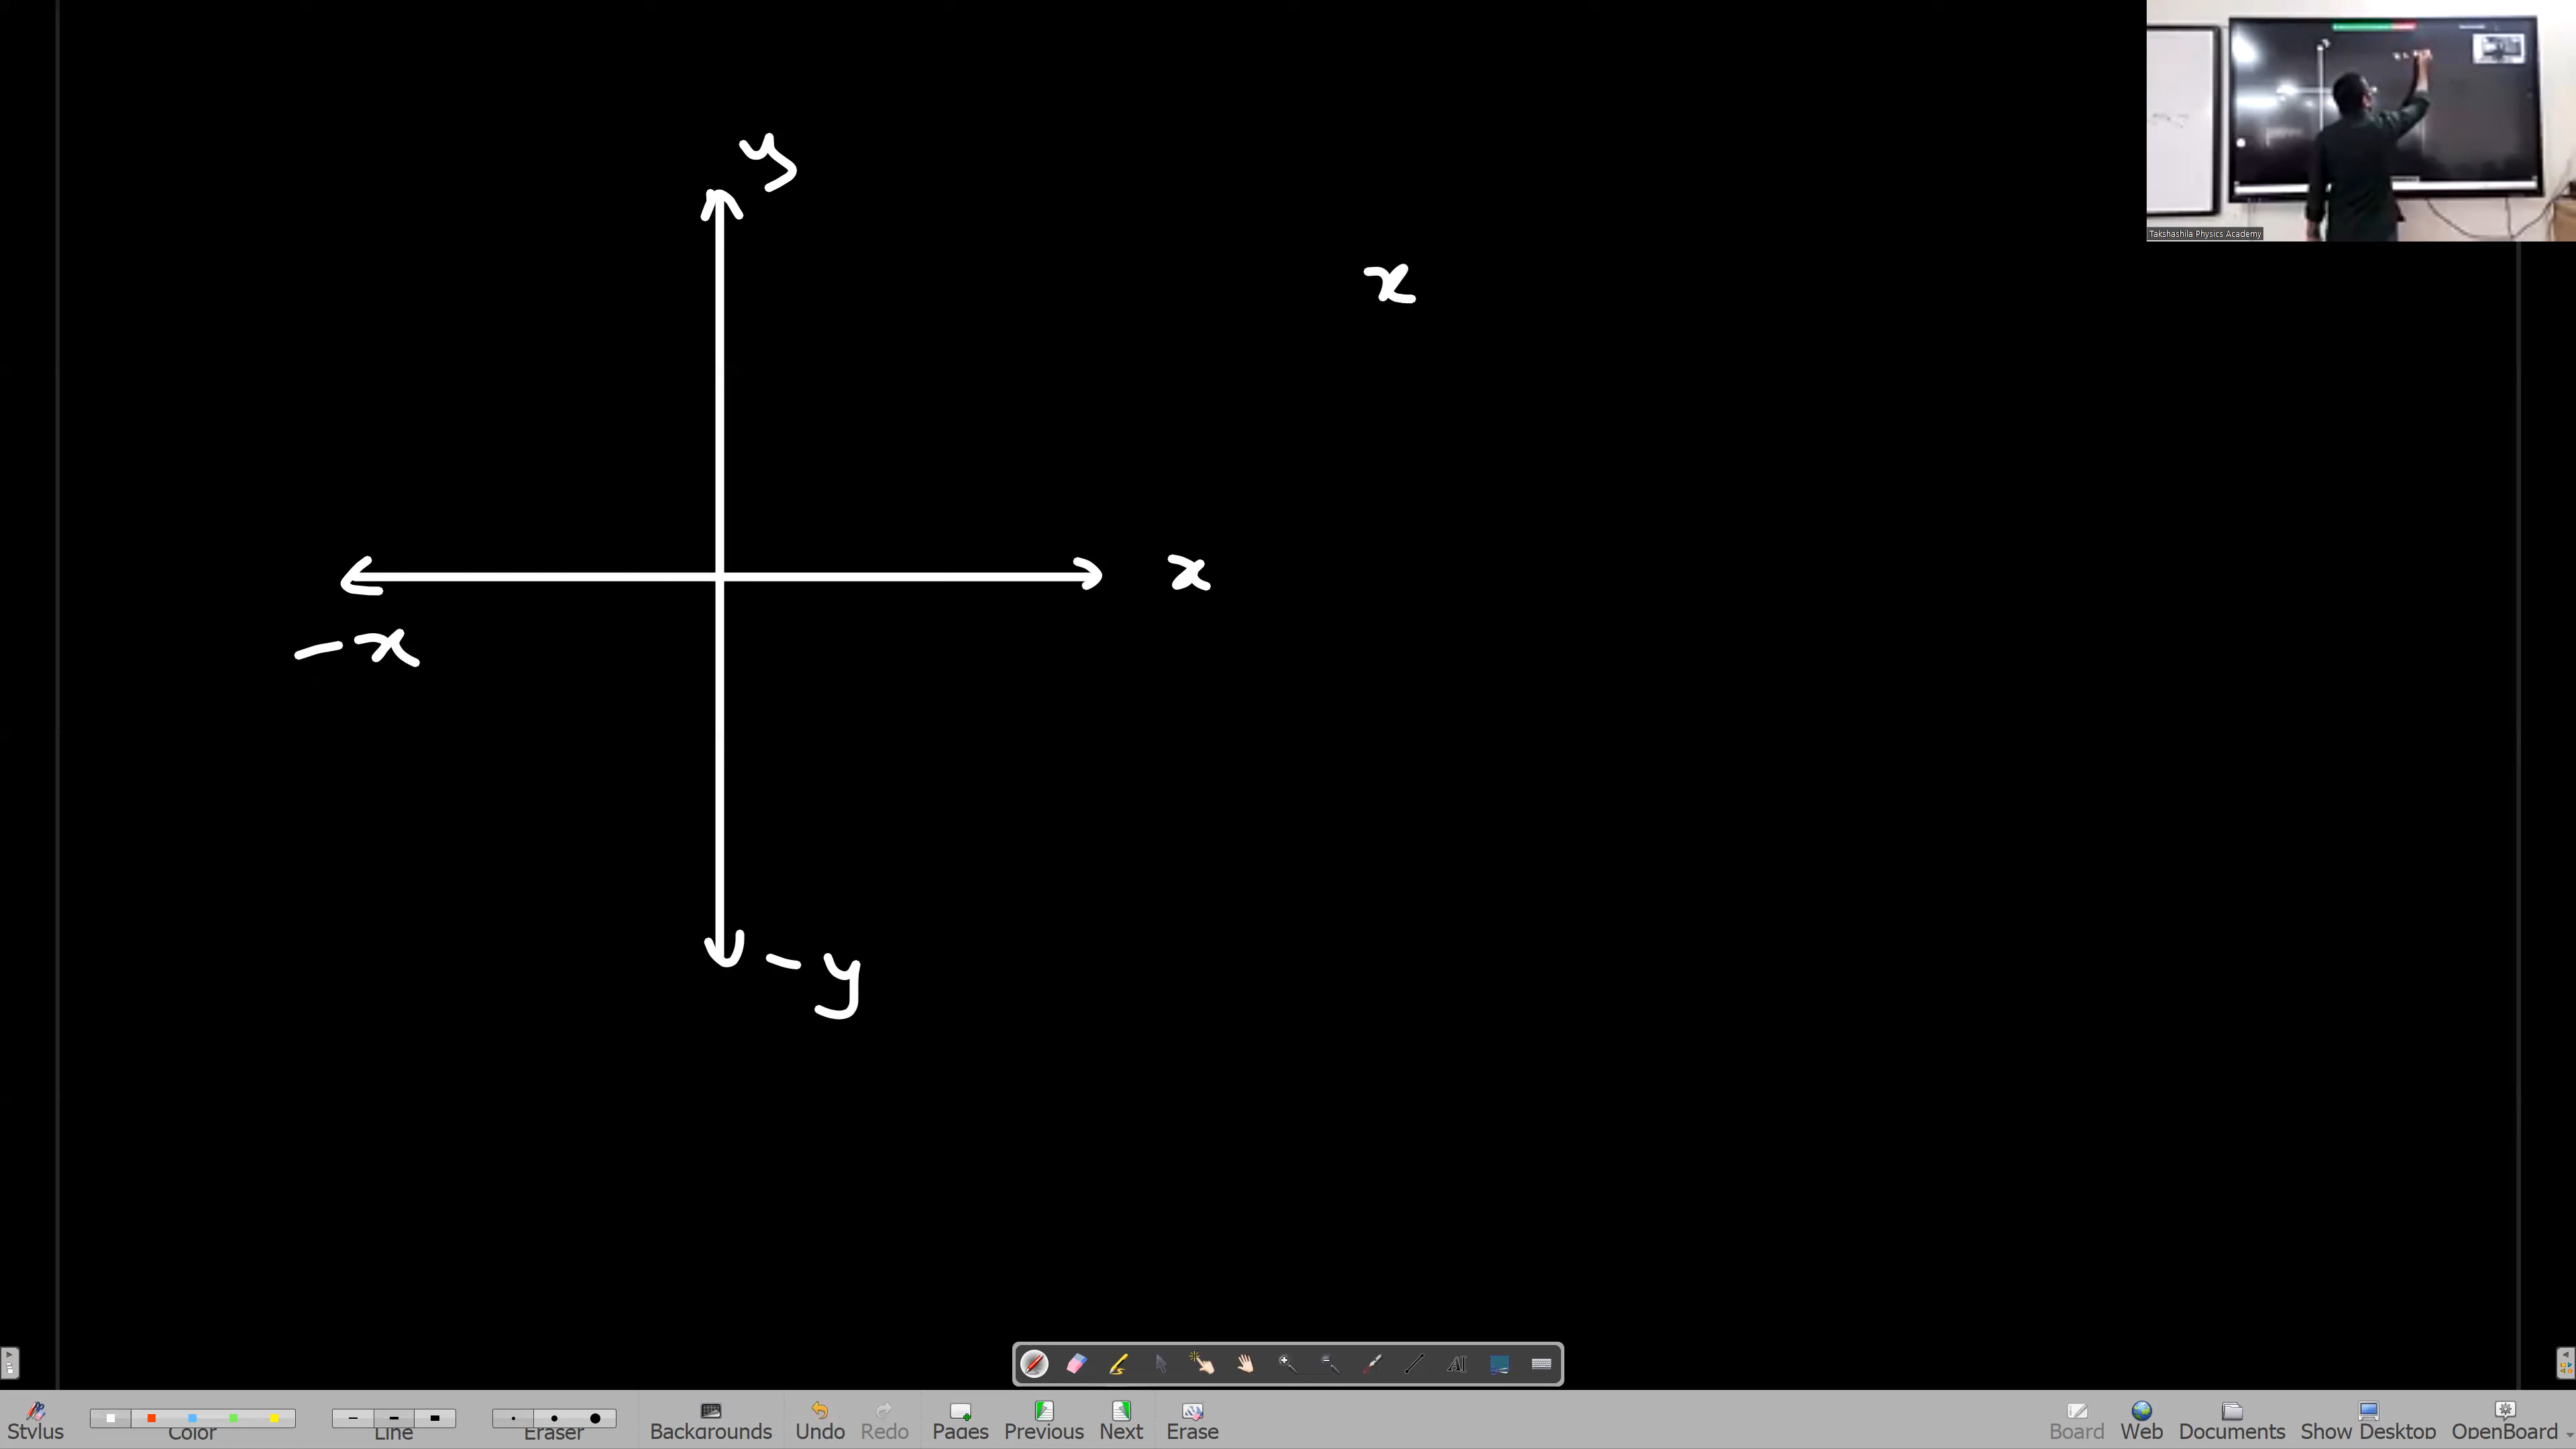 y
x
x
-x
-y
Takshashila Physics Academy
Stylus
Color
Line
Eraser
Backgrounds
Undo
Redo
Pages
Previous
Next
Erase
Board
Web
Documents
Show Desktop
OpenBoard